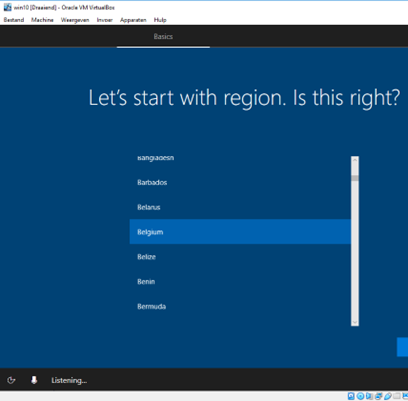 win10 [Draaiend] - Oracle VM VirtualBox
Bestand Machine Weergeven Invoer Apparaten Hulp
Basics
Let's start with region. Is this right?
Bangladesh
Barbados
Belarus
Belgium
Belize
Benin
Bermuda
Listening...